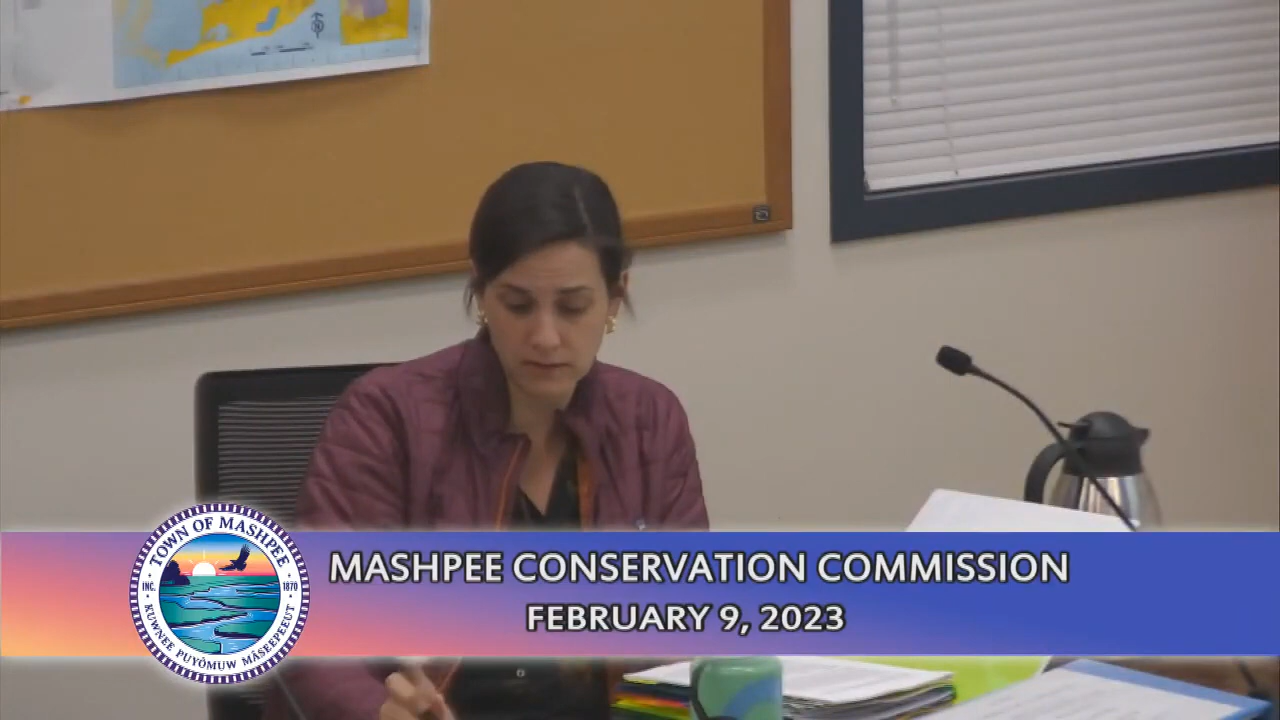 MASHPEE CONSERVATION COMMISSION
FEBRUARY 9, 2023
TOWN OF MASHPEE
INC. 1870
KUWNEE PUYÔMUW MÂSEEPEEUT